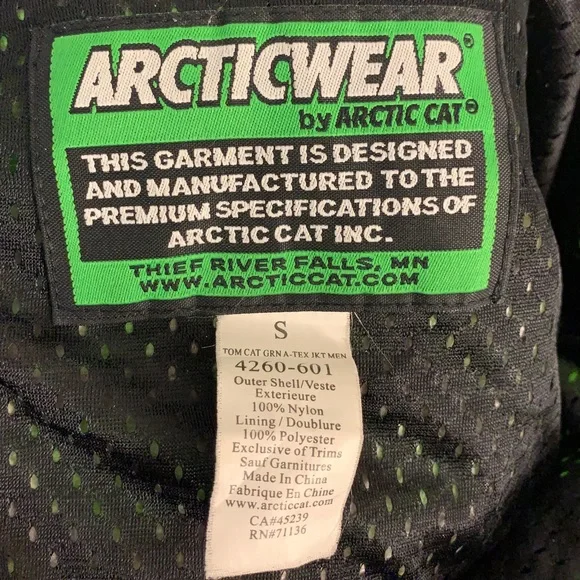 ARCTICWEAR®
by ARCTIC CAT®
THIS GARMENT IS DESIGNED
AND MANUFACTURED TO THE
PREMIUM SPECIFICATIONS OF
ARCTIC CAT INC.
THIEF RIVER FALLS, MN
WWW.ARCTICCAT.COM
S
TOM CAT GRN A-TEX JKT MEN
4260-601
Outer Shell/Veste
Exterieure
100% Nylon
Lining / Doublure
100% Polyester
Exclusive of Trims
Sauf Garnitures
Made In China
Fabrique En Chine
www.arcticcat.com
CA#45239
RN#71136